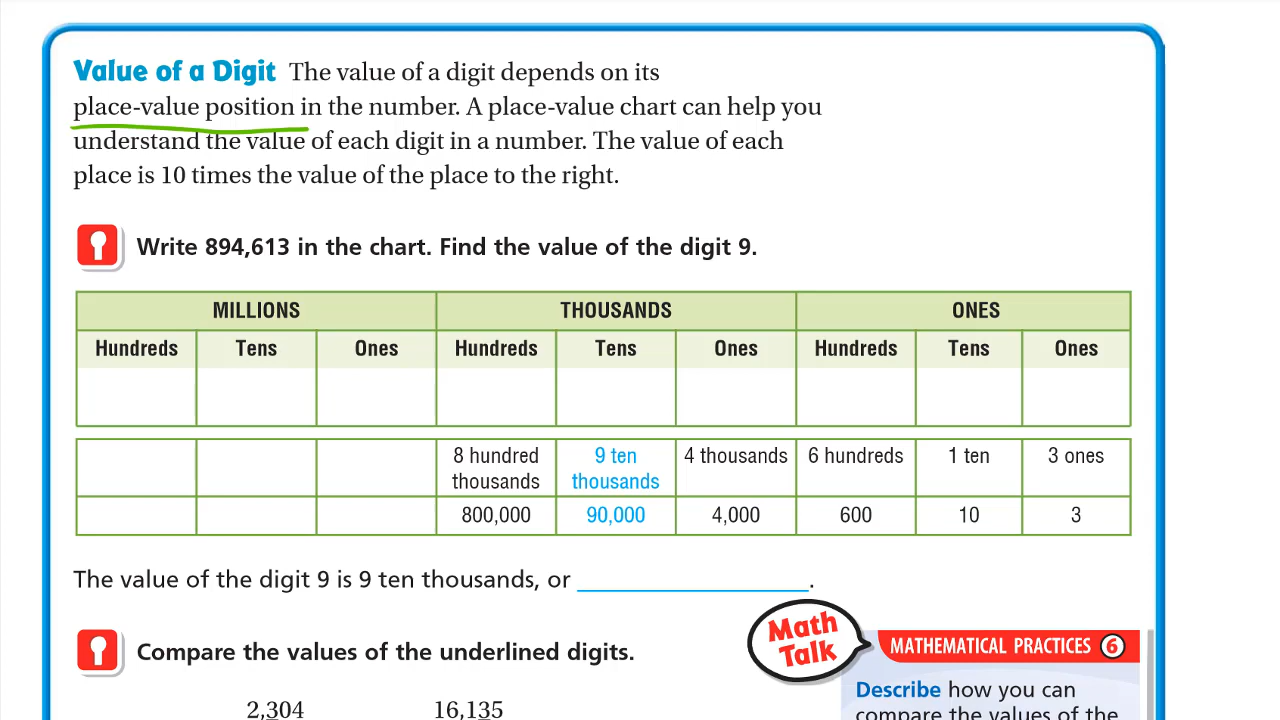 Value of a Digit The value of a digit depends on its
place-value position in the number. A place-value chart can help you
understand the value of each digit in a number. The value of each
place is 10 times the value of the place to the right.
Write 894,613 in the chart. Find the value of the digit 9.
MILLIONS THOUSANDS ONES
Hundreds Tens Ones Hundreds Tens Ones Hundreds Tens Ones
8 hundred thousands 9 ten thousands 4 thousands 6 hundreds 1 ten 3 ones
800,000 90,000 4,000 600 10 3
The value of the digit 9 is 9 ten thousands, or ____________________.
Math
Talk
MATHEMATICAL PRACTICES 6
Compare the values of the underlined digits.
2,304 16,135
Describe how you can
compare the values of the